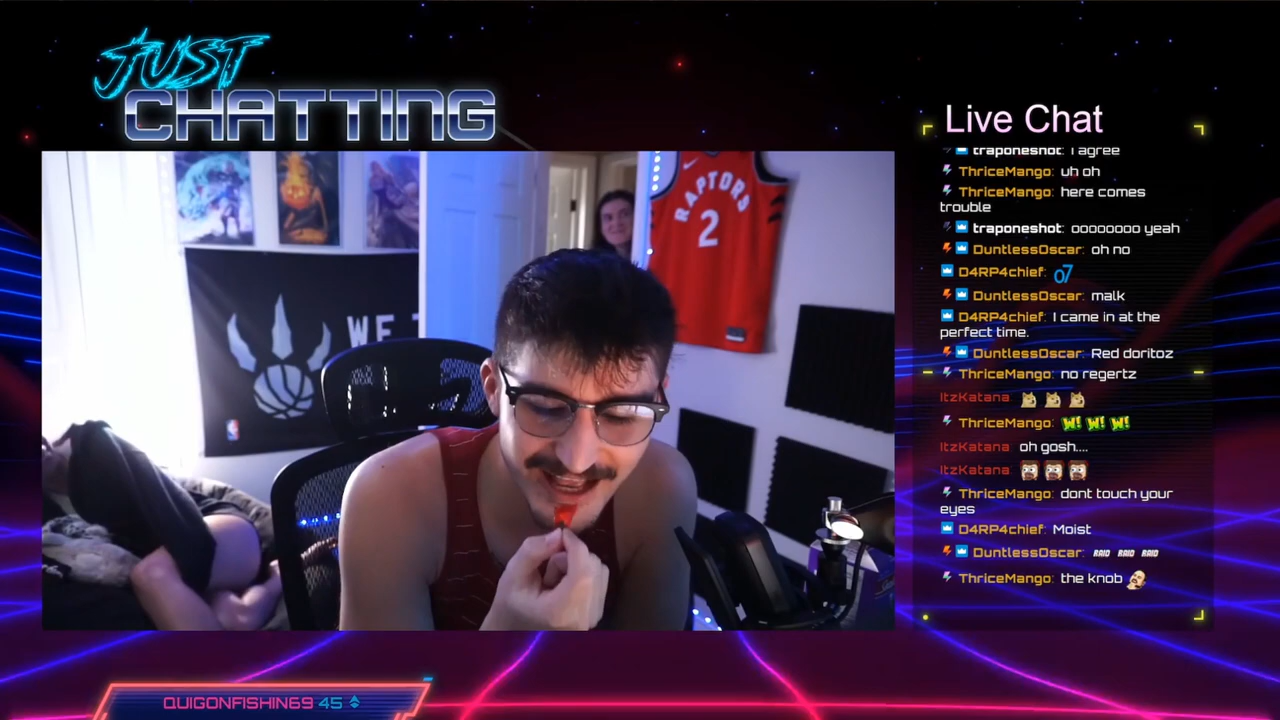 JUST
CHATTING
Live Chat
traponeshot: i agree
ThriceMango: uh oh
ThriceMango: here comes
trouble
traponeshot: oooooooo yeah
DuntlessOscar: oh no
D4RP4chief: o7
DuntlessOscar: malk
D4RP4chief: I came in at the
perfect time.
DuntlessOscar: Red doritoz
ThriceMango: no regertz
ItzKatana:
ThriceMango: W! W! W!
ItzKatana: oh gosh....
ItzKatana:
ThriceMango: dont touch your
eyes
D4RP4chief: Moist
DuntlessOscar: RAID RAID RAID
ThriceMango: the knob
RAPTORS
2
WE T
QUIGONFISHIN69 45